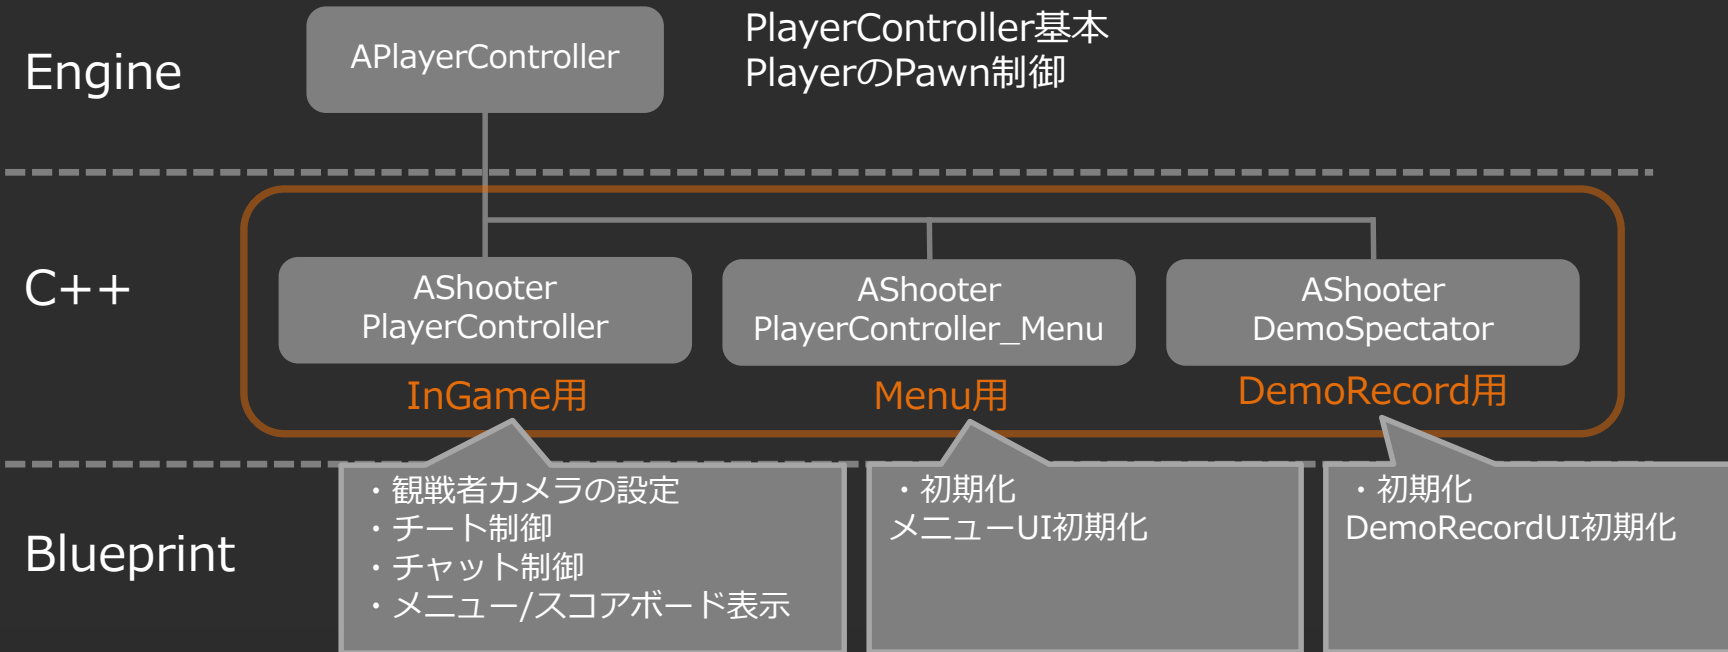 Engine
APlayerController
PlayerController基本
PlayerのPawn制御
C++
AShooter
PlayerController
AShooter
PlayerController_Menu
AShooter
DemoSpectator
InGame用
Menu用
DemoRecord用
Blueprint
・観戦者カメラの設定
・チート制御
・チャット制御
・メニュー/スコアボード表示
・初期化
メニューUI初期化
・初期化
DemoRecordUI初期化